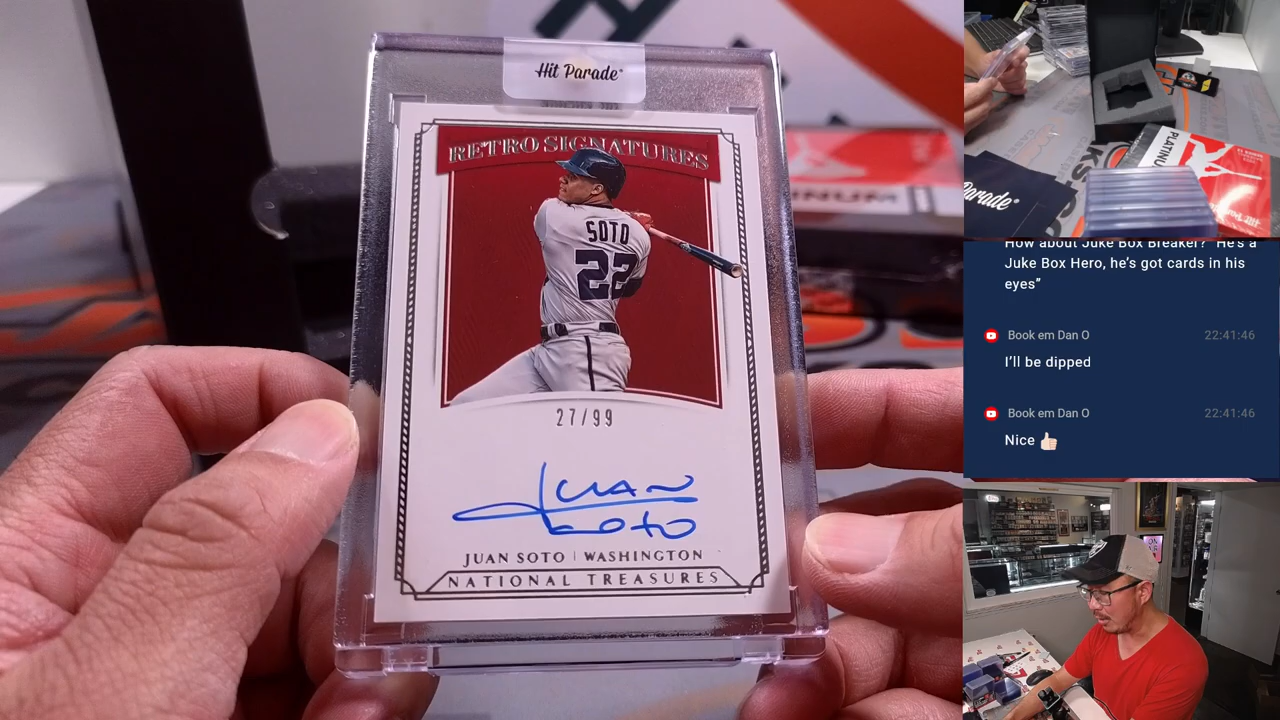 Hit Parade
RETRO SIGNATURES
SOTO
22
27/99
JUAN
SOTO
JUAN SOTO | WASHINGTON
NATIONAL TREASURES
PLATINUM
Parade
How about Juke Box Breaker? "He's a
Juke Box Hero, he's got cards in his
eyes"
Book em Dan O 22:41:46
I'll be dipped
Book em Dan O 22:41:46
Nice 👍🏻